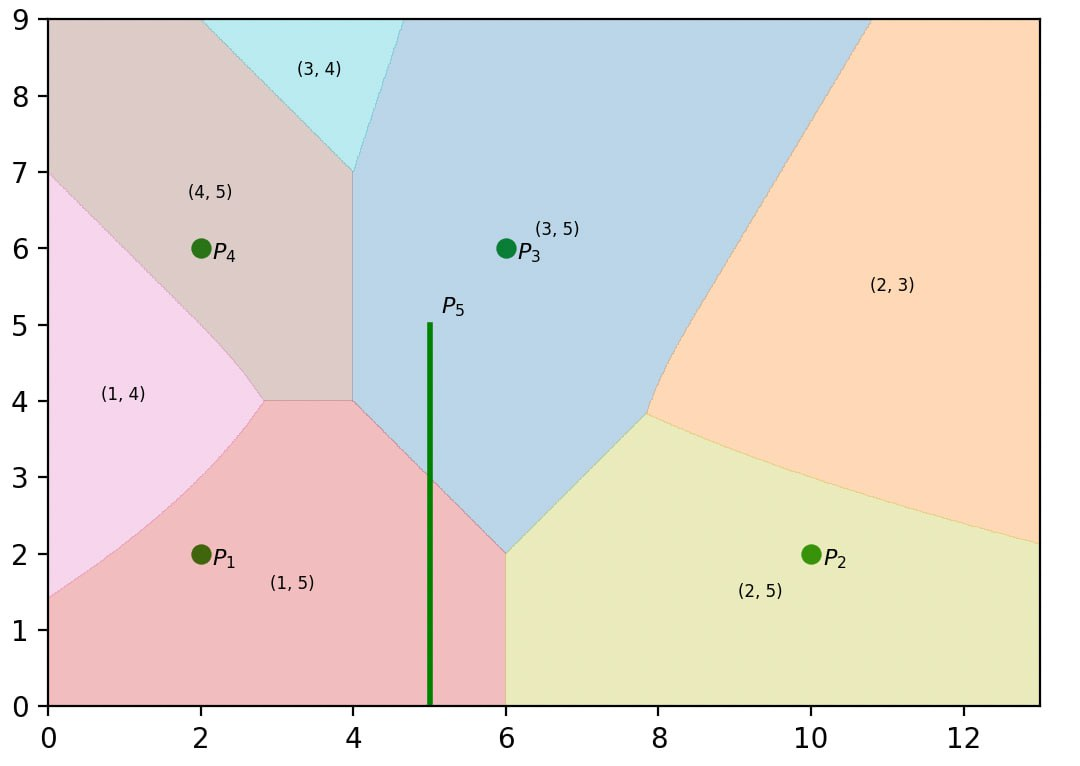 9
(3, 4)
8
7
(4, 5)
6
P₄
(3, 5)
P₃
5
P₅
(2, 3)
4
(1, 4)
3
2
P₁
(1, 5)
P₂
(2, 5)
1
0
0 2 4 6 8 10 12